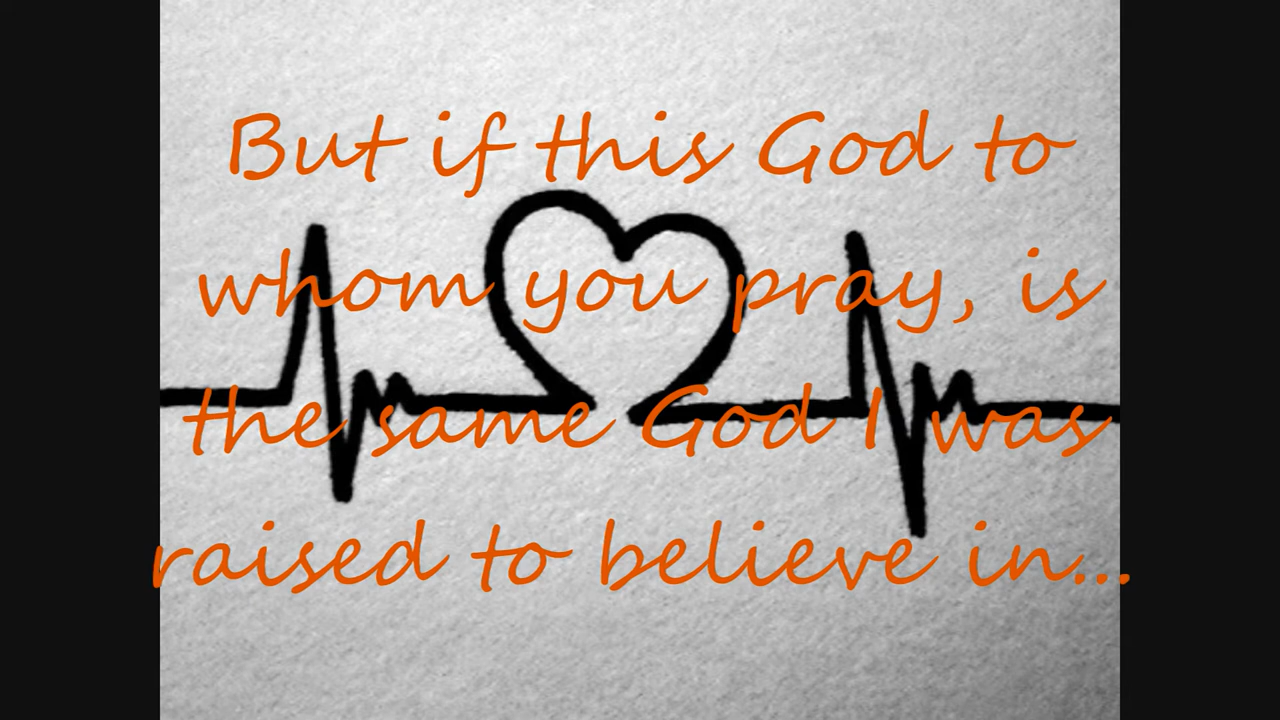 But if this God to
whom you pray, is
the same God I was
raised to believe in...